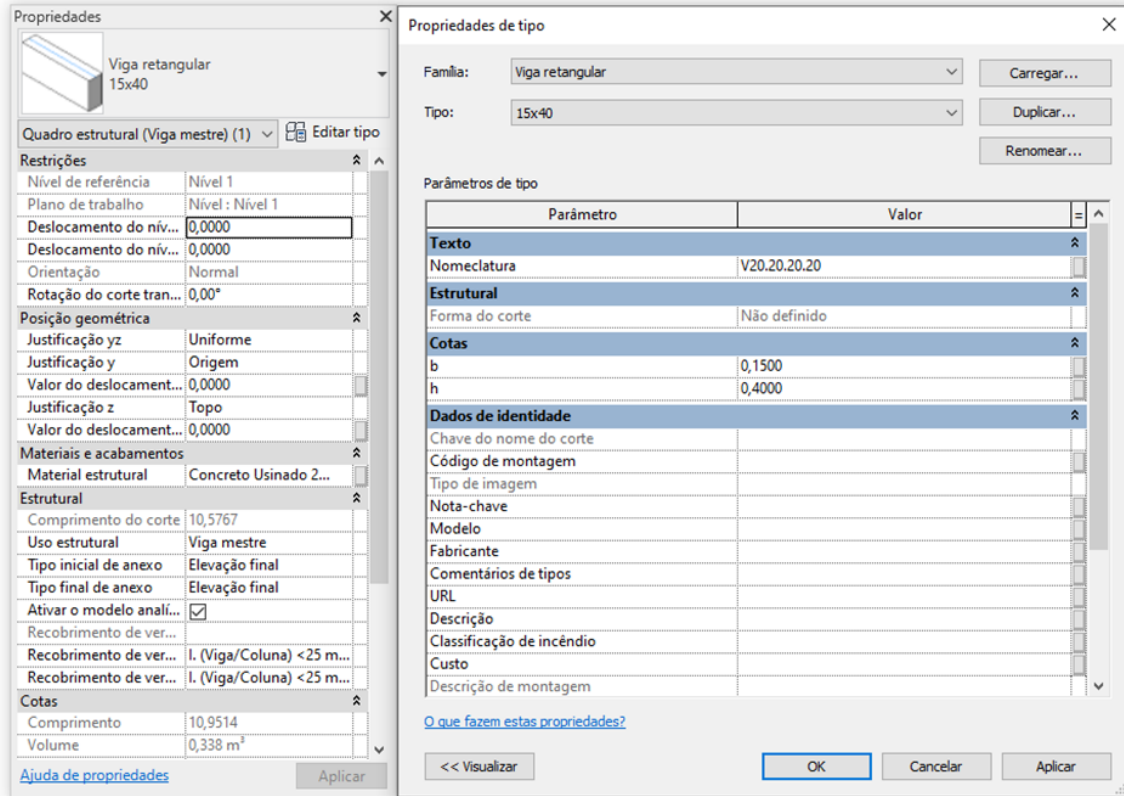 Propriedades
Viga retangular
15x40
Quadro estrutural (Viga mestre) (1) Editar tipo
Restrições
Nível de referência Nível 1
Plano de trabalho Nível : Nível 1
Deslocamento do nív... 0,0000
Deslocamento do nív... 0,0000
Orientação Normal
Rotação do corte tran... 0,00°
Posição geométrica
Justificação yz Uniforme
Justificação y Origem
Valor do deslocament... 0,0000
Justificação z Topo
Valor do deslocament... 0,0000
Materiais e acabamentos
Material estrutural Concreto Usinado 2...
Estrutural
Comprimento do corte 10,5767
Uso estrutural Viga mestre
Tipo inicial de anexo Elevação final
Tipo final de anexo Elevação final
Ativar o modelo analí...
Recobrimento de ver...
Recobrimento de ver... I. (Viga/Coluna) <25 m...
Recobrimento de ver... I. (Viga/Coluna) <25 m...
Cotas
Comprimento 10,9514
Volume 0,338 m³
Ajuda de propriedades Aplicar
Propriedades de tipo
Família: Viga retangular Carregar...
Tipo: 15x40 Duplicar...
Renomear...
Parâmetros de tipo
Parâmetro Valor =
Texto
Nomeclatura V20.20.20.20
Estrutural
Forma do corte Não definido
Cotas
b 0,1500
h 0,4000
Dados de identidade
Chave do nome do corte
Código de montagem
Tipo de imagem
Nota-chave
Modelo
Fabricante
Comentários de tipos
URL
Descrição
Classificação de incêndio
Custo
Descrição de montagem
O que fazem estas propriedades?
<< Visualizar OK Cancelar Aplicar